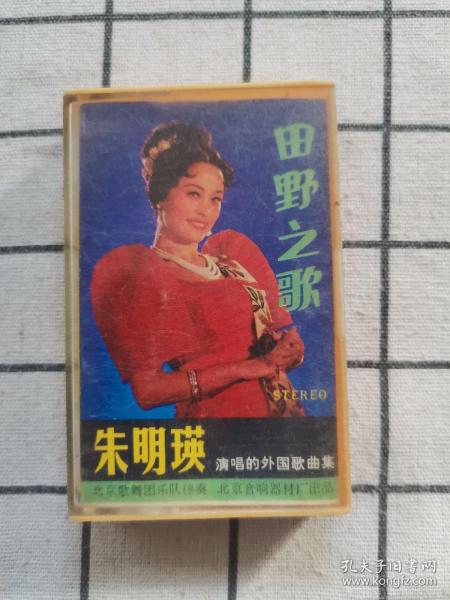 田野之歌
STEREO
朱明瑛 演唱的外国歌曲集
北京歌舞团乐队伴奏 北京音响器材厂出品
孔夫子旧书网
www.kongfz.com